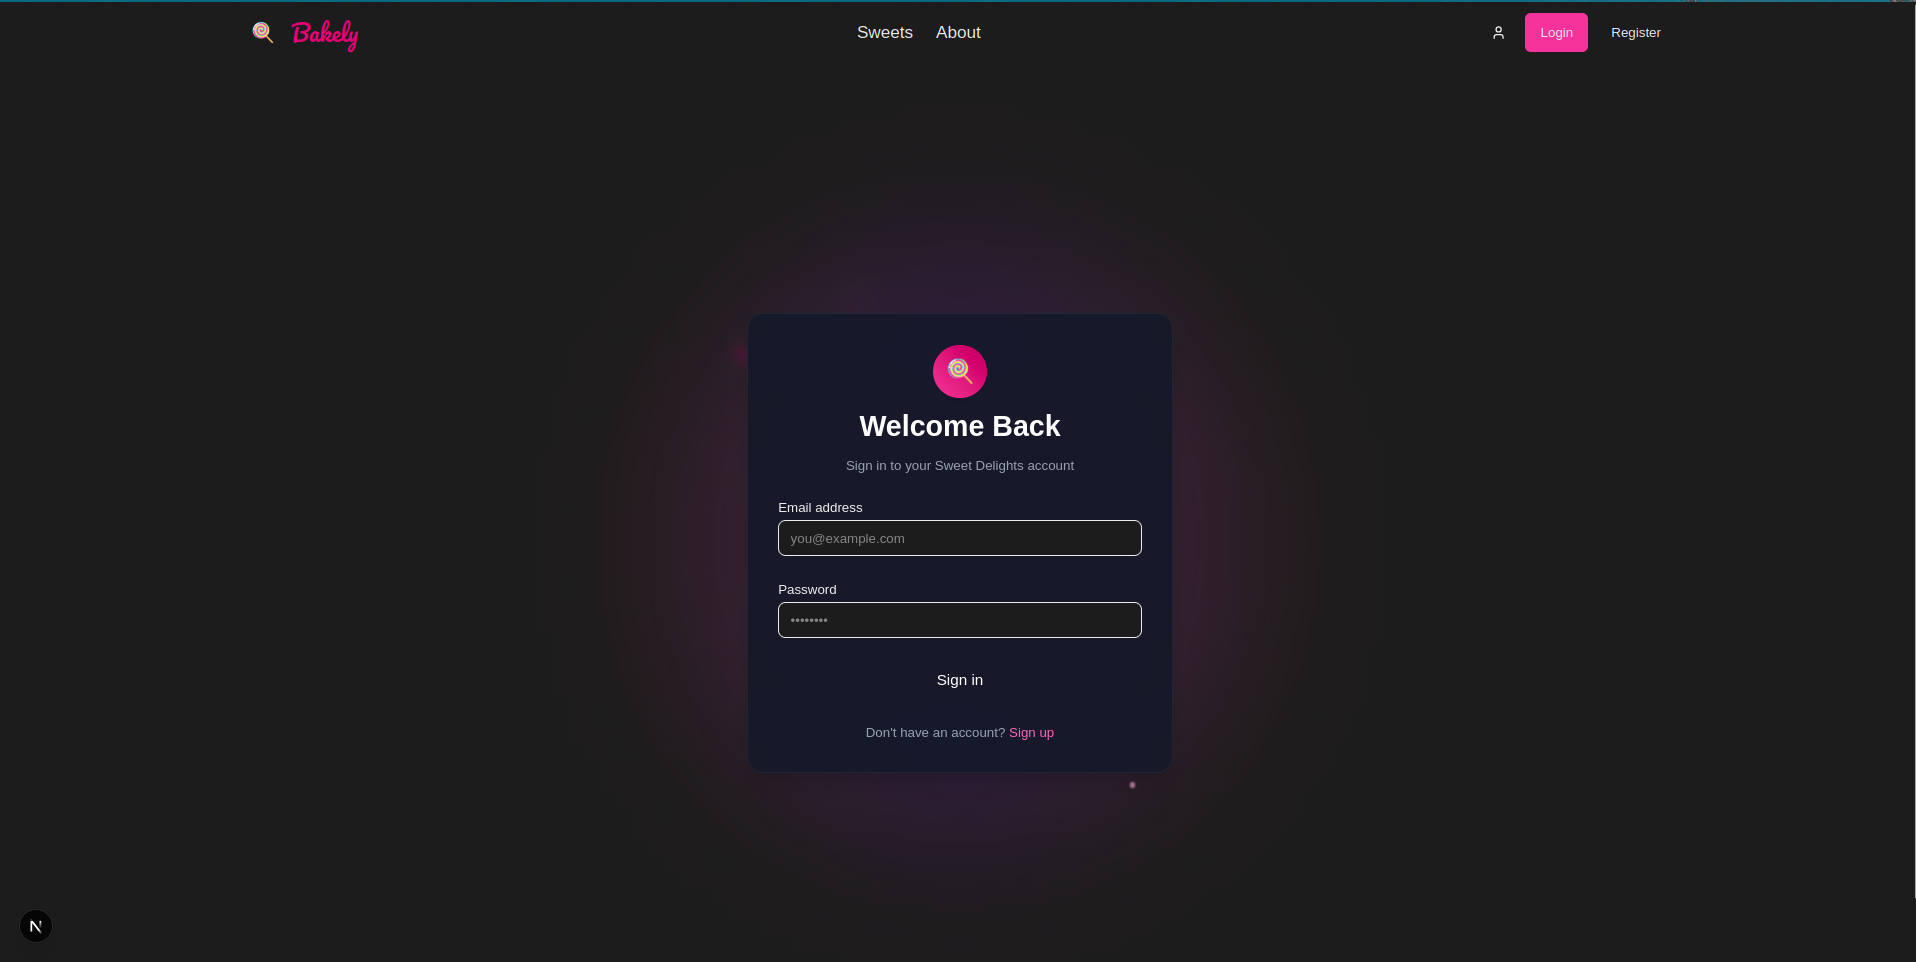 Bakely
Sweets
About
Login
Register
Welcome Back
Sign in to your Sweet Delights account
Email address
you@example.com
Password
••••••••
Sign in
Don't have an account? Sign up
N